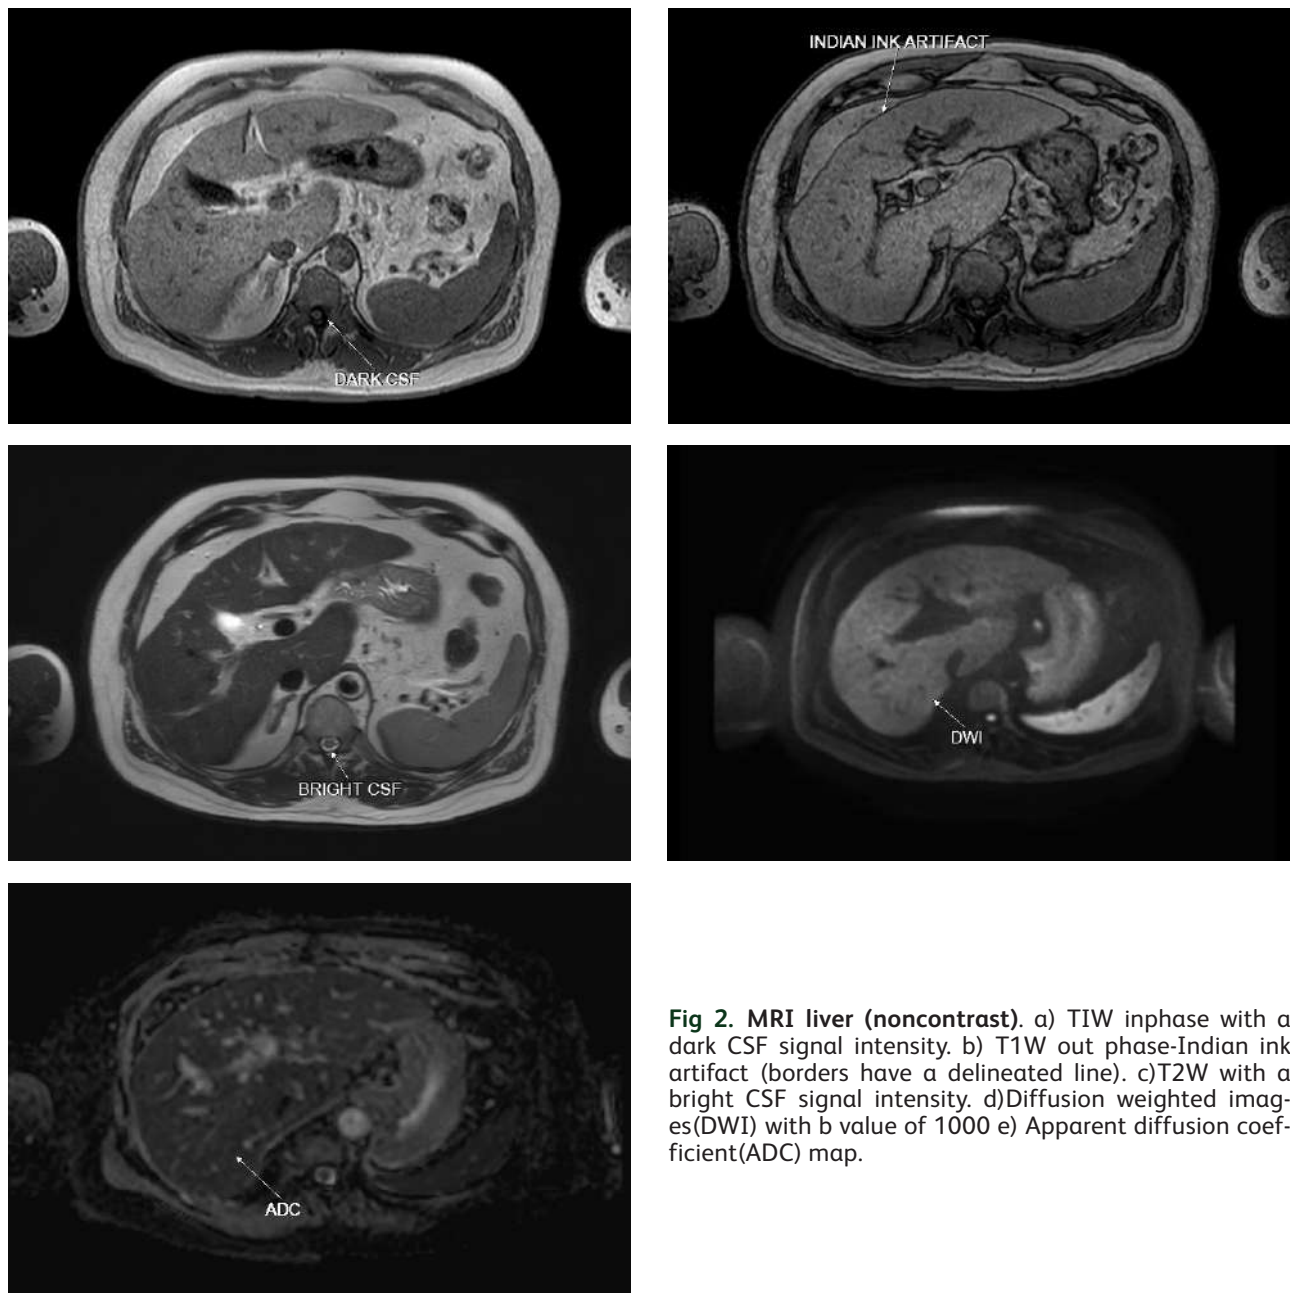 INDIAN INK ARTIFACT
DARK CSF
BRIGHT CSF
DWI
ADC
Fig 2. MRI liver (noncontrast). a) TIW inphase with a
dark CSF signal intensity. b) T1W out phase-Indian ink
artifact (borders have a delineated line). c)T2W with a
bright CSF signal intensity. d)Diffusion weighted imag-
es(DWI) with b value of 1000 e) Apparent diffusion coef-
ficient(ADC) map.